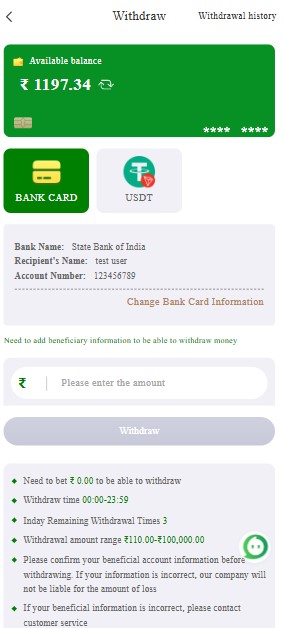 Withdraw
Withdrawal history
Available balance
₹ 1197.34
**** ****
BANK CARD
USDT
Bank Name: State Bank of India
Recipient's Name: test user
Account Number: 123456789
Change Bank Card Information
Need to add beneficiary information to be able to withdraw money
₹ Please enter the amount
Withdraw
Need to bet ₹ 0.00 to be able to withdraw
Withdraw time 00:00-23:59
Inday Remaining Withdrawal Times 3
Withdrawal amount range ₹110.00-₹100,000.00
Please confirm your beneficial account information before
withdrawing. If your information is incorrect, our company will
not be liable for the amount of loss
If your beneficial information is incorrect, please contact
customer service